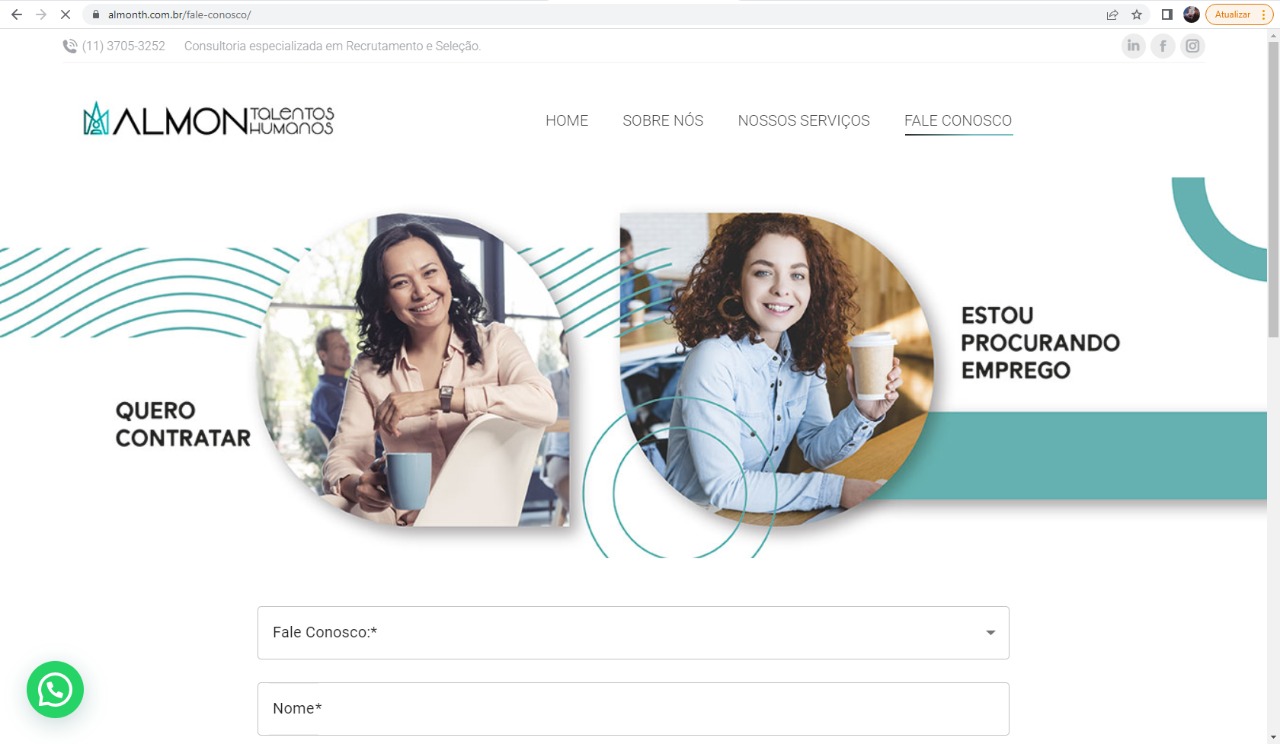 almonth.com.br/fale-conosco/
Atualizar
(11) 3705-3252
Consultoria especializada em Recrutamento e Seleção.
in
f
ALMON TALENTOS
HUMANOS
HOME
SOBRE NÓS
NOSSOS SERVIÇOS
FALE CONOSCO
ESTOU
PROCURANDO
EMPREGO
QUERO
CONTRATAR
Fale Conosco:*
Nome*